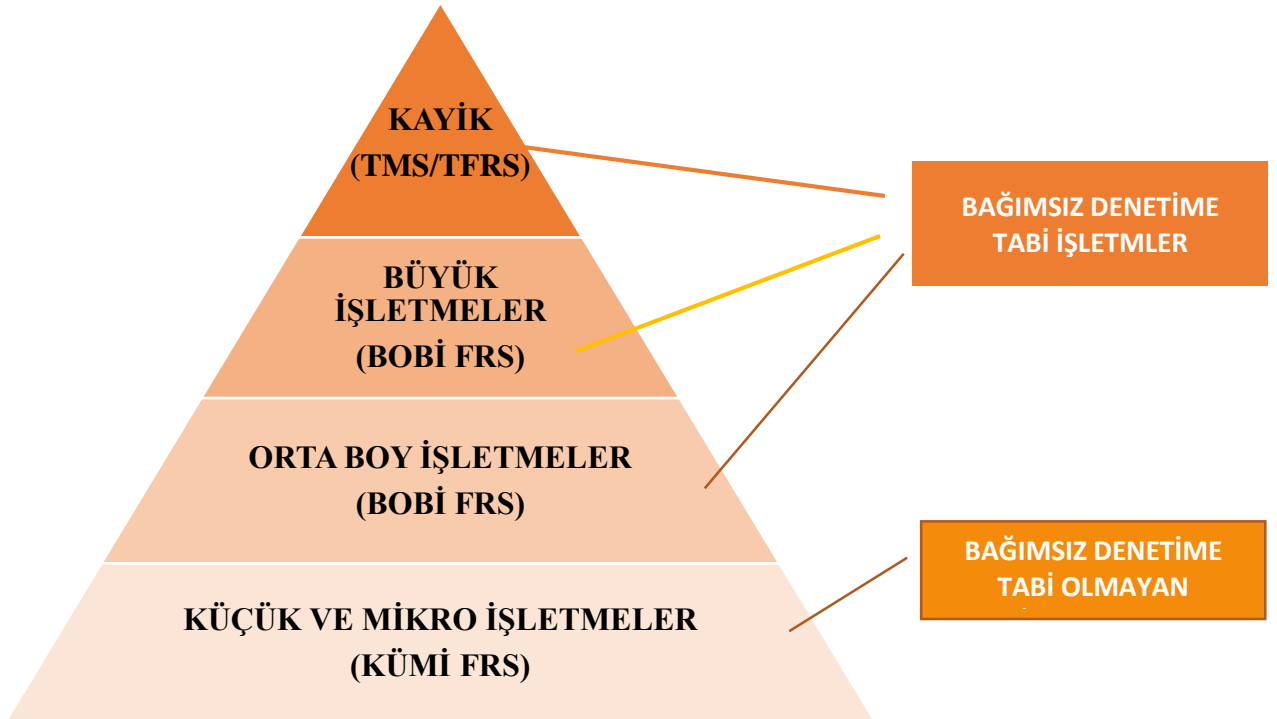 KAYİK
(TMS/TFRS)
BÜYÜK
İŞLETMELER
(BOBİ FRS)
ORTA BOY İŞLETMELER
(BOBİ FRS)
KÜÇÜK VE MİKRO İŞLETMELER
(KÜMİ FRS)
BAĞIMSIZ DENETİME
TABİ İŞLETMLER
BAĞIMSIZ DENETİME
TABİ OLMAYAN